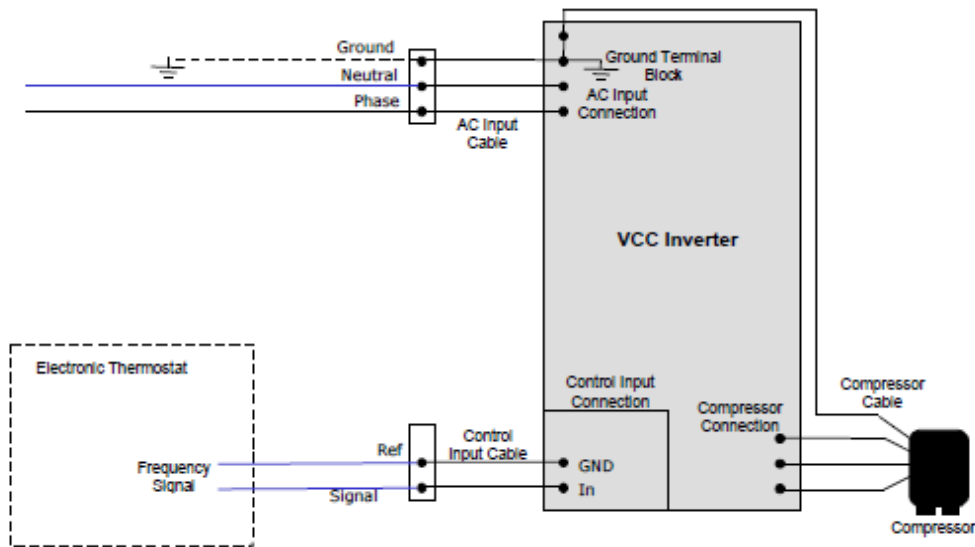 Ground
Neutral
Phase
AC Input
Cable
Ground Terminal
Block
AC Input
Connection
VCC Inverter
Electronic Thermostat
Frequency
Signal
Ref
Signal
Control
Input Cable
Control Input
Connection
GND
In
Compressor
Connection
Compressor
Cable
Compressor